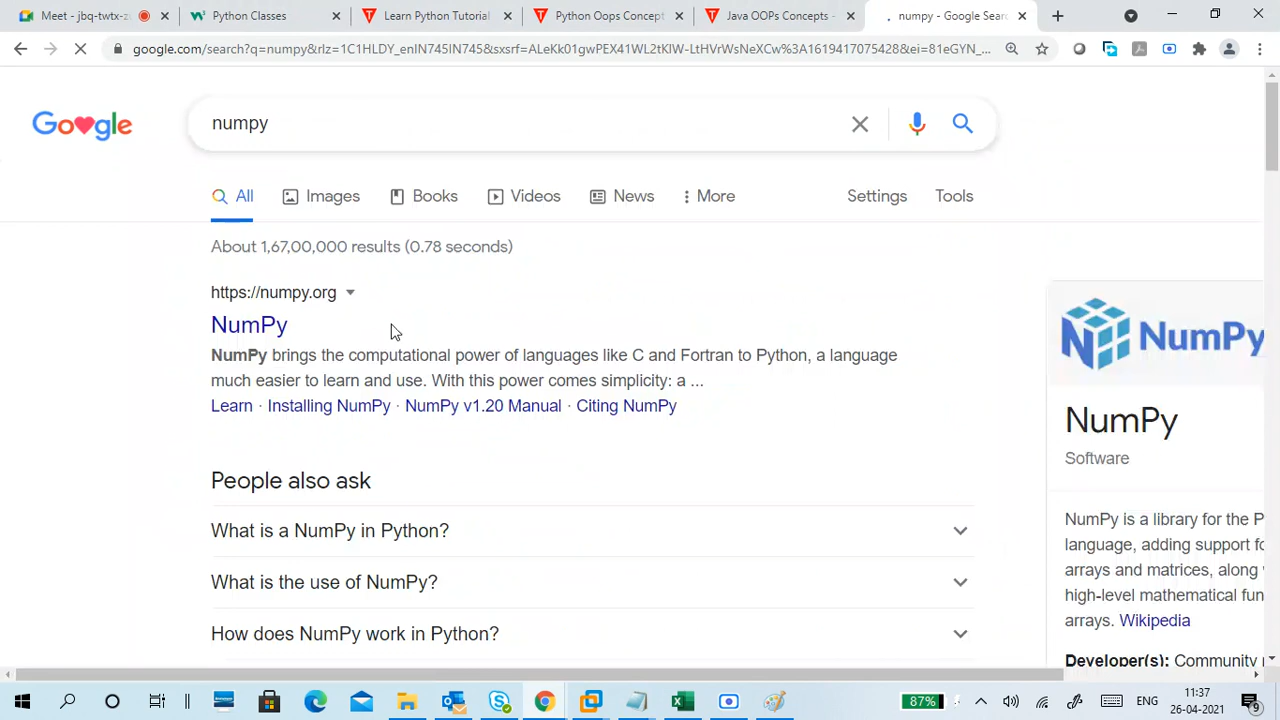 Meet - jbq-twtx-z
Python Classes
Learn Python Tutorial
Python Oops Concept
Java OOPs Concepts -
numpy - Google Sear
google.com/search?q=numpy&rlz=1C1HLDY_enIN745IN745&sxsrf=ALeKk01gwPEX41WL2tKIW-LtHVrWsNeXCw%3A1619417075428&ei=81eGYN_...
Google
numpy
All
Images
Books
Videos
News
More
Settings
Tools
About 1,67,00,000 results (0.78 seconds)
https://numpy.org
NumPy
NumPy brings the computational power of languages like C and Fortran to Python, a language
much easier to learn and use. With this power comes simplicity: a ...
Learn · Installing NumPy · NumPy v1.20 Manual · Citing NumPy
People also ask
What is a NumPy in Python?
What is the use of NumPy?
How does NumPy work in Python?
NumPy
NumPy
Software
NumPy is a library for the P
language, adding support fo
arrays and matrices, along
high-level mathematical fun
arrays. Wikipedia
Developer(s): Community
87%
ENG
11:37
26-04-2021
9